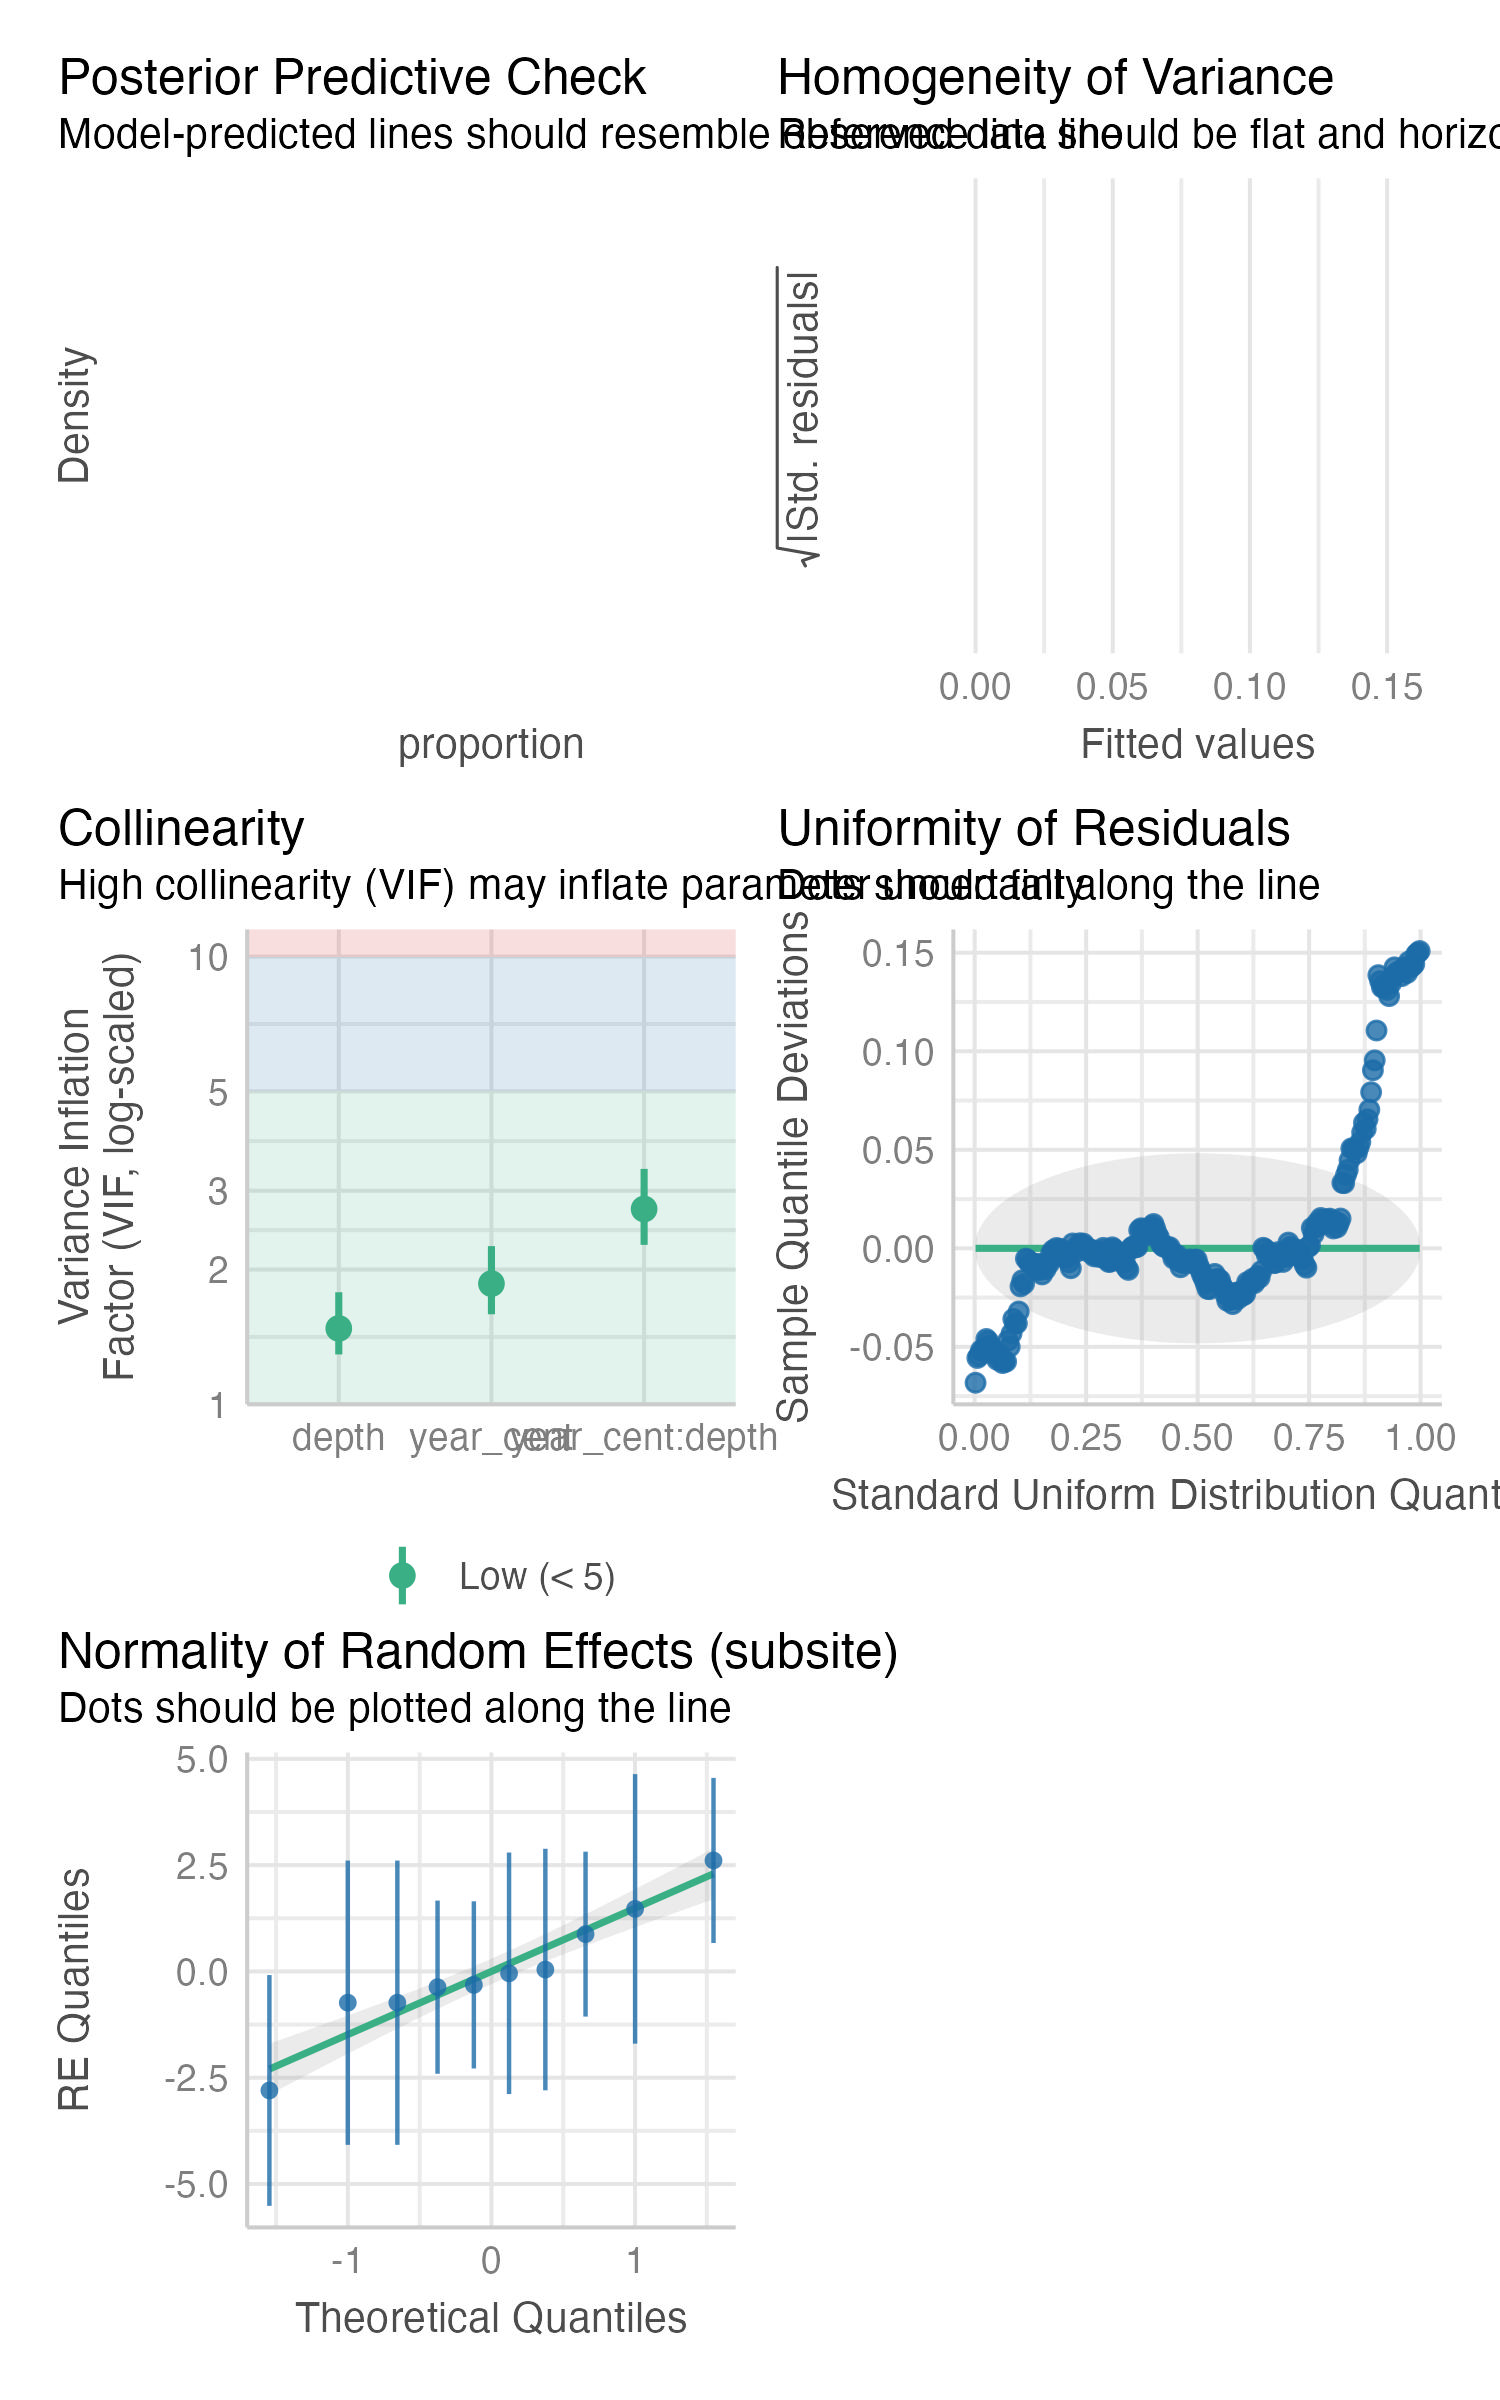 Posterior Predictive Check
Model-predicted lines should resemble observed data line
Density
proportion
Homogeneity of Variance
Reference line should be flat and horizo
√|Std. residuals|
0.00 0.05 0.10 0.15
Fitted values
Collinearity
High collinearity (VIF) may inflate parameter uncertainty
Variance Inflation
Factor (VIF, log-scaled)
10
5
3
2
1
depth year_cent year_cent:depth
Low (< 5)
Uniformity of Residuals
Dots should fall along the line
Sample Quantile Deviations
0.15
0.10
0.05
0.00
-0.05
0.00 0.25 0.50 0.75 1.00
Standard Uniform Distribution Quant
Normality of Random Effects (subsite)
Dots should be plotted along the line
RE Quantiles
5.0
2.5
0.0
-2.5
-5.0
-1 0 1
Theoretical Quantiles